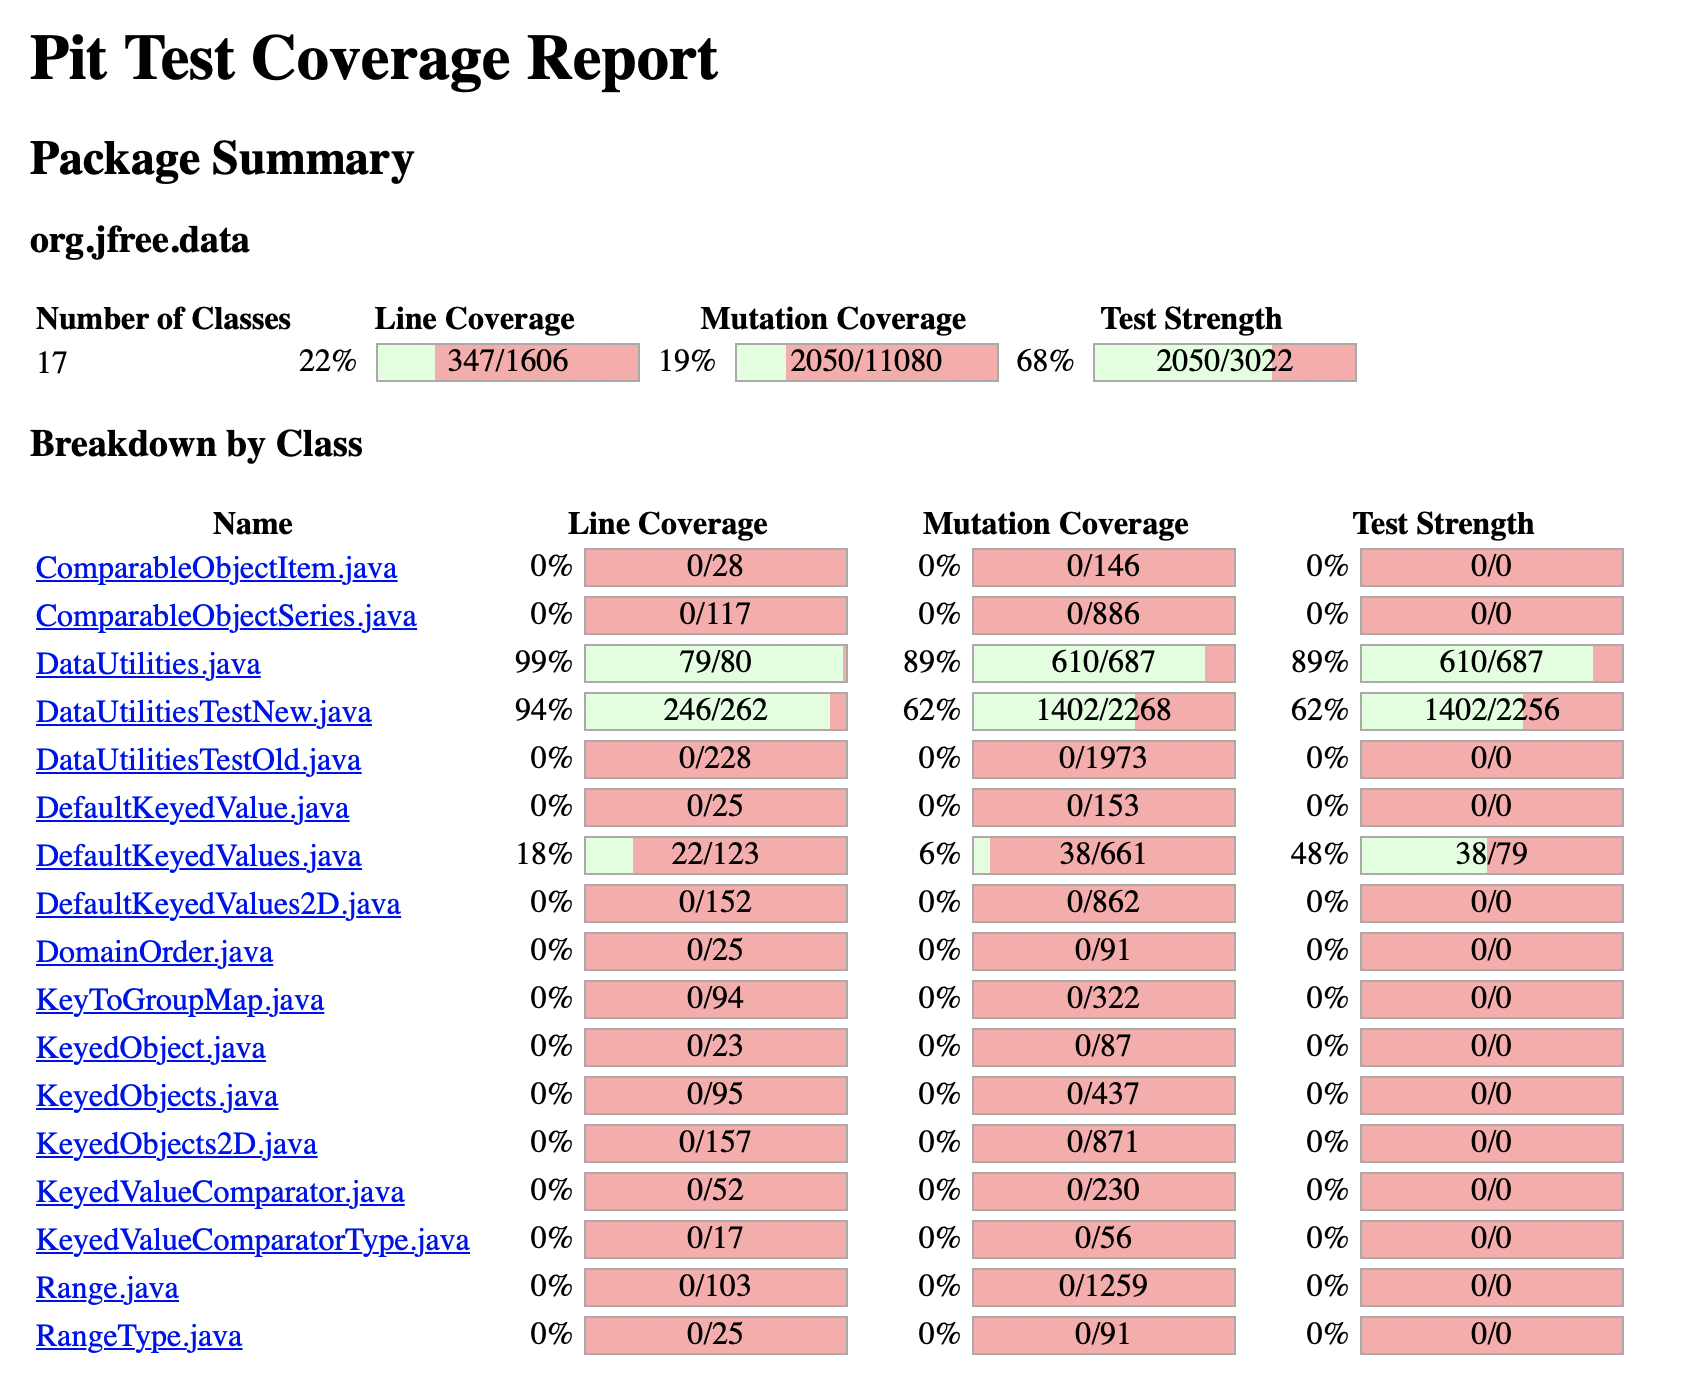 Pit Test Coverage Report
Package Summary
org.jfree.data
Number of Classes Line Coverage Mutation Coverage Test Strength
17 22% 347/1606 19% 2050/11080 68% 2050/3022
Breakdown by Class
Name Line Coverage Mutation Coverage Test Strength
ComparableObjectItem.java 0% 0/28 0% 0/146 0% 0/0
ComparableObjectSeries.java 0% 0/117 0% 0/886 0% 0/0
DataUtilities.java 99% 79/80 89% 610/687 89% 610/687
DataUtilitiesTestNew.java 94% 246/262 62% 1402/2268 62% 1402/2256
DataUtilitiesTestOld.java 0% 0/228 0% 0/1973 0% 0/0
DefaultKeyedValue.java 0% 0/25 0% 0/153 0% 0/0
DefaultKeyedValues.java 18% 22/123 6% 38/661 48% 38/79
DefaultKeyedValues2D.java 0% 0/152 0% 0/862 0% 0/0
DomainOrder.java 0% 0/25 0% 0/91 0% 0/0
KeyToGroupMap.java 0% 0/94 0% 0/322 0% 0/0
KeyedObject.java 0% 0/23 0% 0/87 0% 0/0
KeyedObjects.java 0% 0/95 0% 0/437 0% 0/0
KeyedObjects2D.java 0% 0/157 0% 0/871 0% 0/0
KeyedValueComparator.java 0% 0/52 0% 0/230 0% 0/0
KeyedValueComparatorType.java 0% 0/17 0% 0/56 0% 0/0
Range.java 0% 0/103 0% 0/1259 0% 0/0
RangeType.java 0% 0/25 0% 0/91 0% 0/0